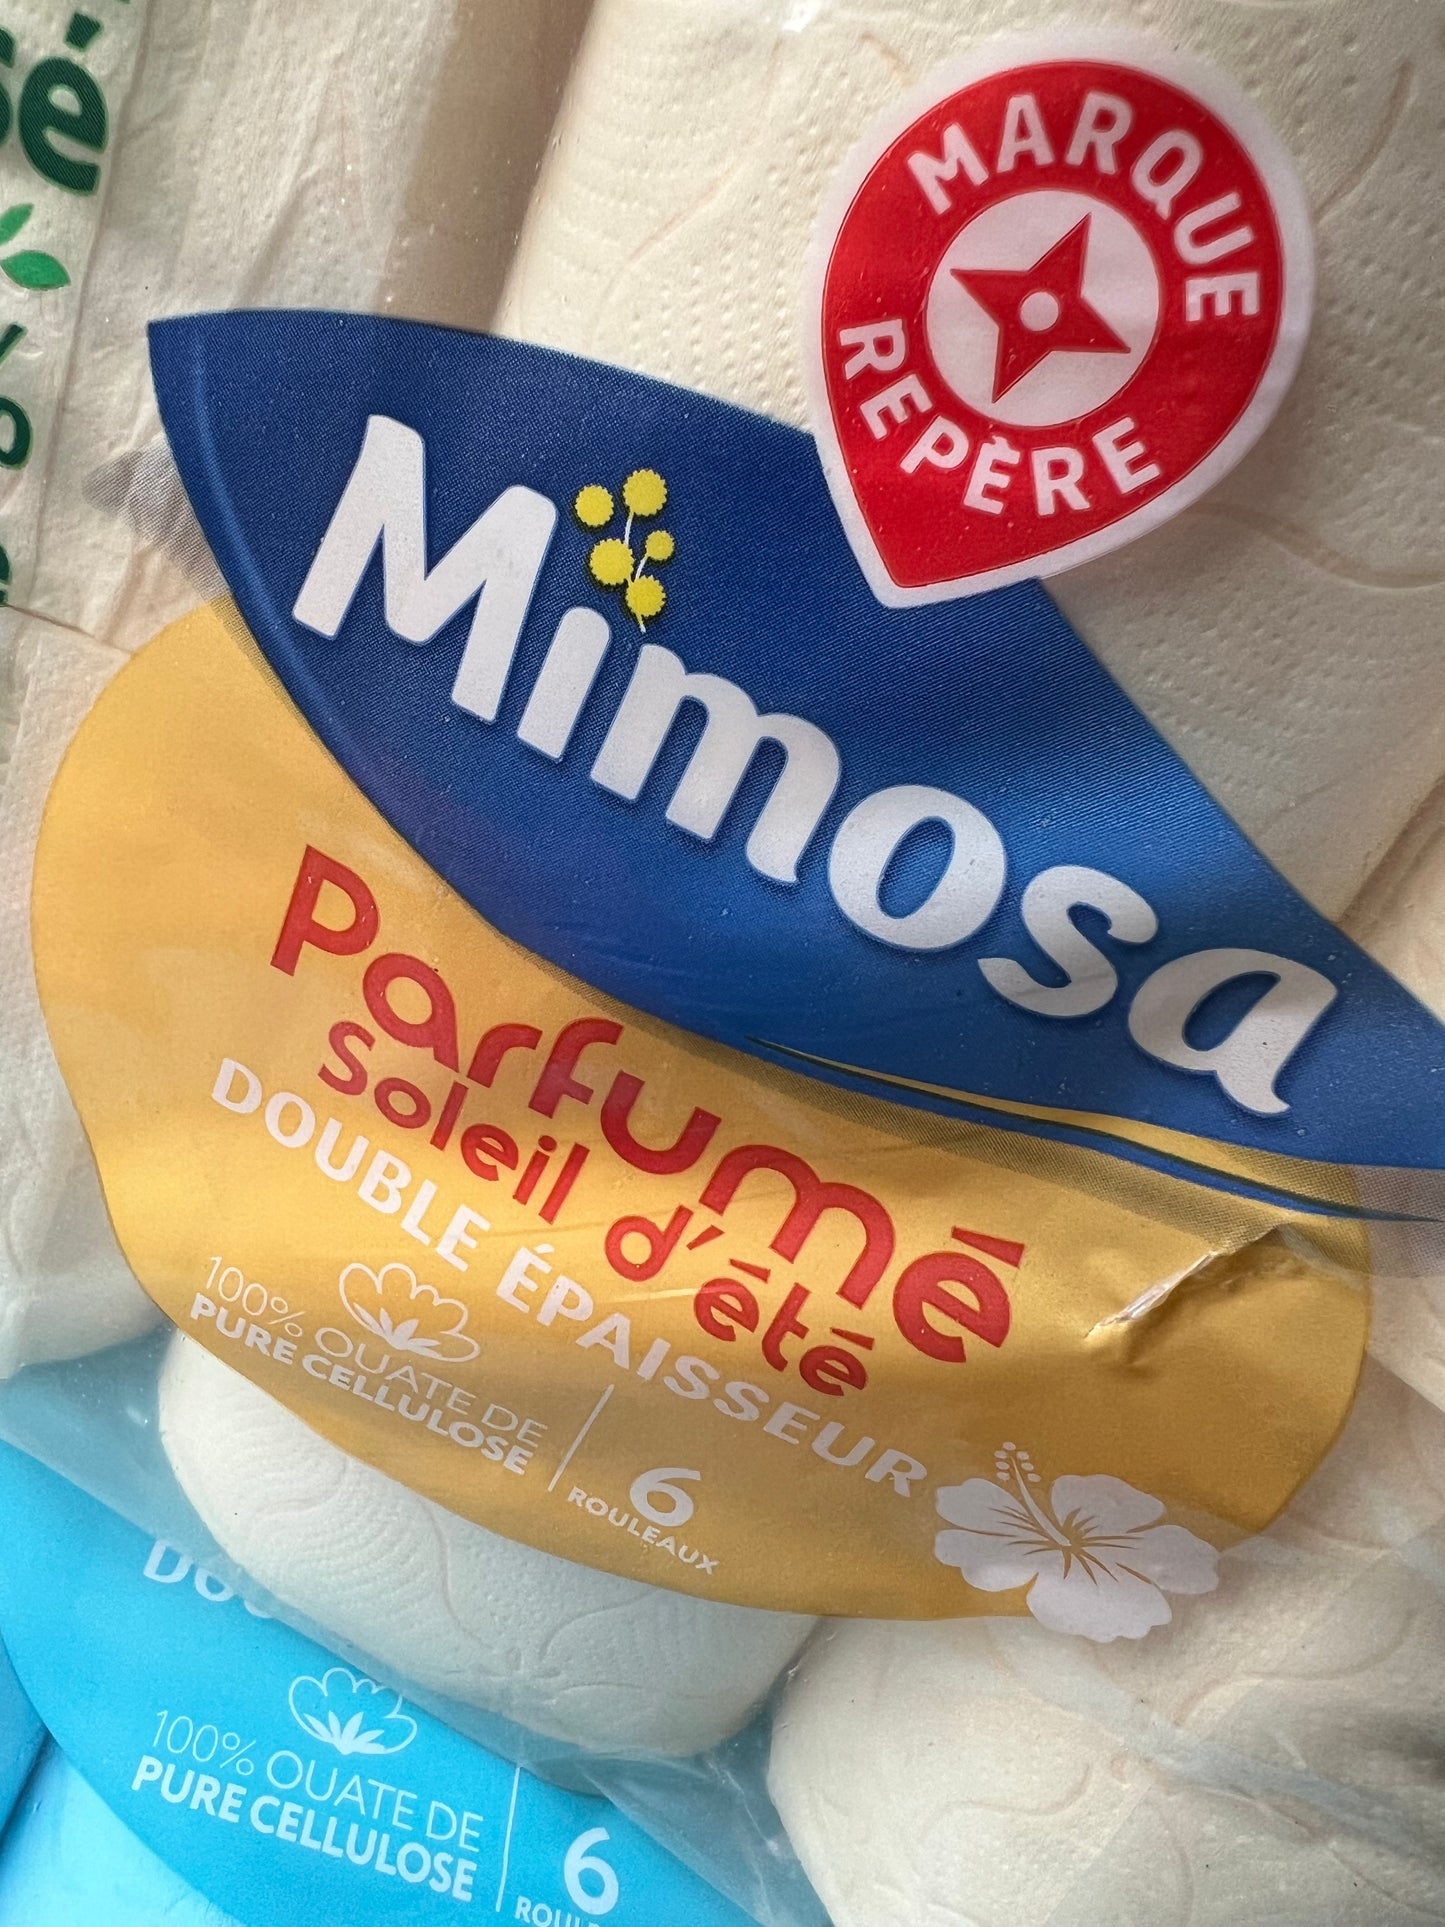 MARQUE
REPÈRE
Mimosa
Parfumé
Soleil d'été
DOUBLE ÉPAISSEUR
100% OUATE DE
PURE CELLULOSE
6
ROULEAUX
100% OUATE DE
PURE CELLULOSE
6